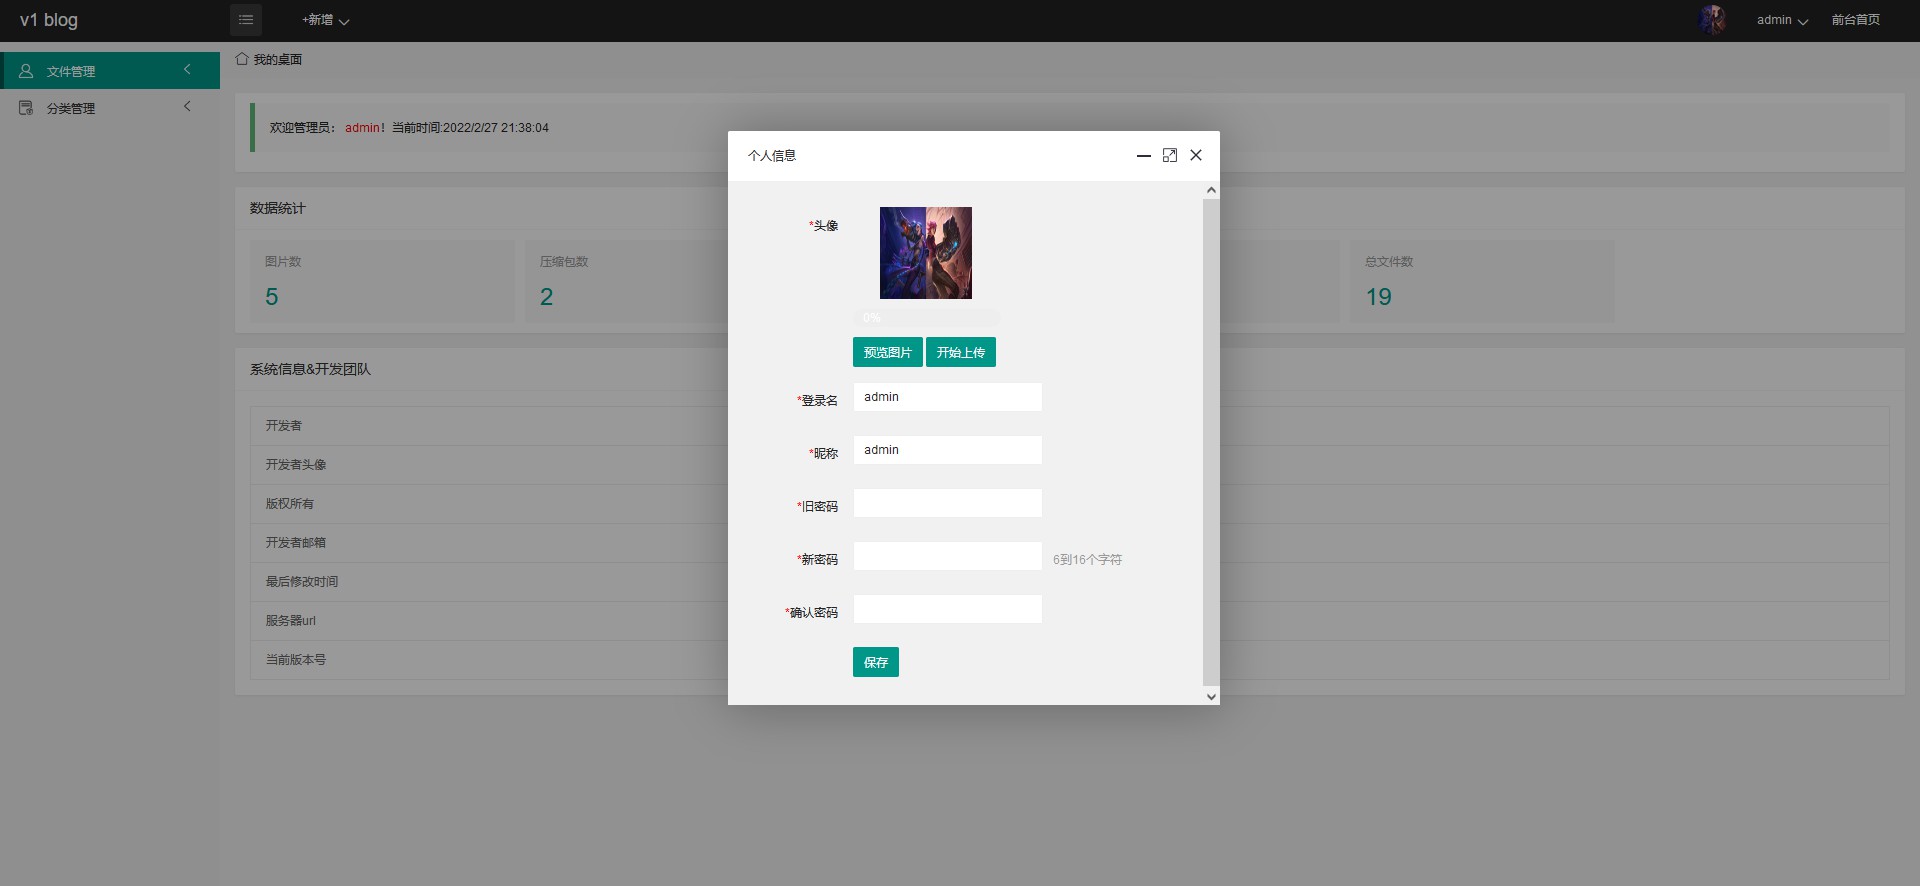 v1 blog
+新增
admin
前台首页
文件管理
分类管理
我的桌面
欢迎管理员： admin！当前时间:2022/2/27 21:38:04
数据统计
图片数
5
压缩包数
2
总文件数
19
系统信息&开发团队
开发者
开发者头像
版权所有
开发者邮箱
最后修改时间
服务器url
当前版本号
个人信息
*头像
0%
预览图片 开始上传
*登录名 admin
*昵称 admin
*旧密码
*新密码 6到16个字符
*确认密码
保存